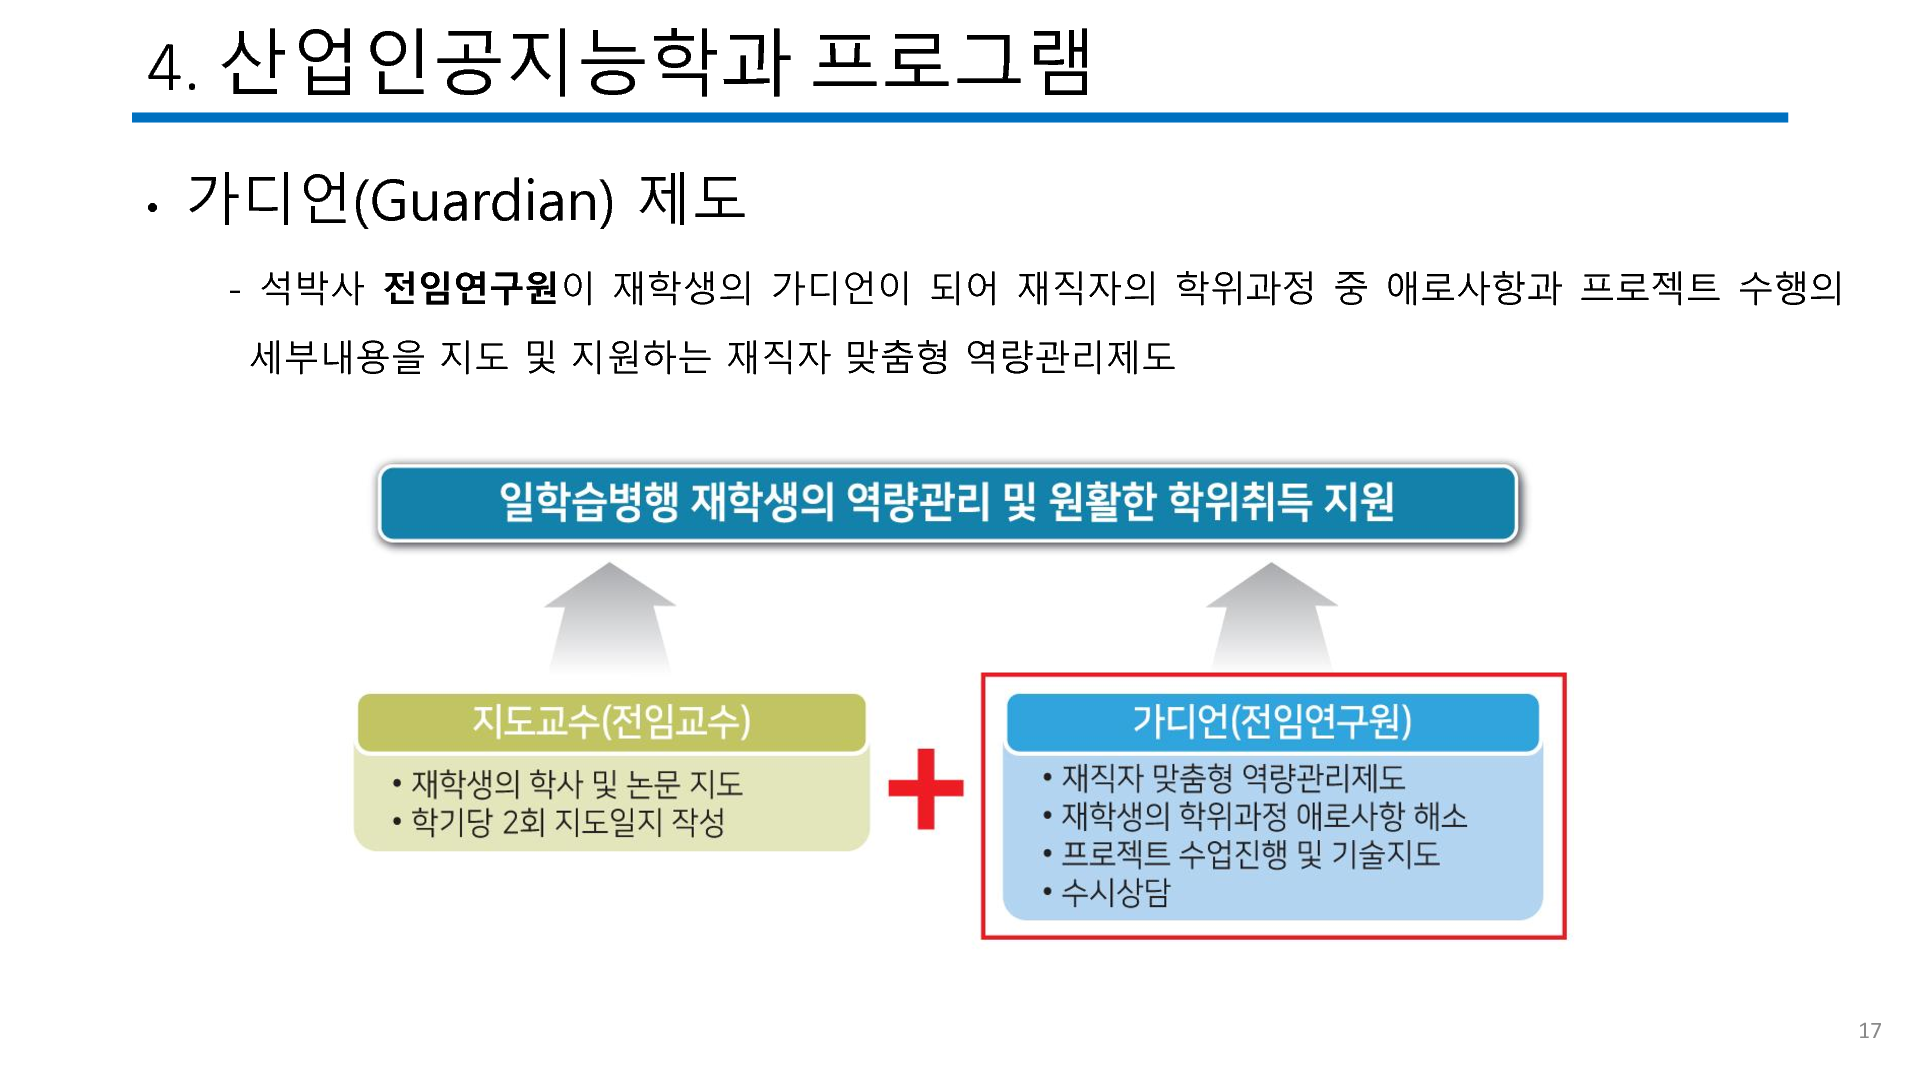 4. 산업인공지능학과 프로그램
• 가디언(Guardian) 제도
- 석박사 전임연구원이 재학생의 가디언이 되어 재직자의 학위과정 중 애로사항과 프로젝트 수행의
세부내용을 지도 및 지원하는 재직자 맞춤형 역량관리제도
일학습병행 재학생의 역량관리 및 원활한 학위취득 지원
지도교수(전임교수)
• 재학생의 학사 및 논문 지도
• 학기당 2회 지도일지 작성
가디언(전임연구원)
• 재직자 맞춤형 역량관리제도
• 재학생의 학위과정 애로사항 해소
• 프로젝트 수업진행 및 기술지도
• 수시상담
17